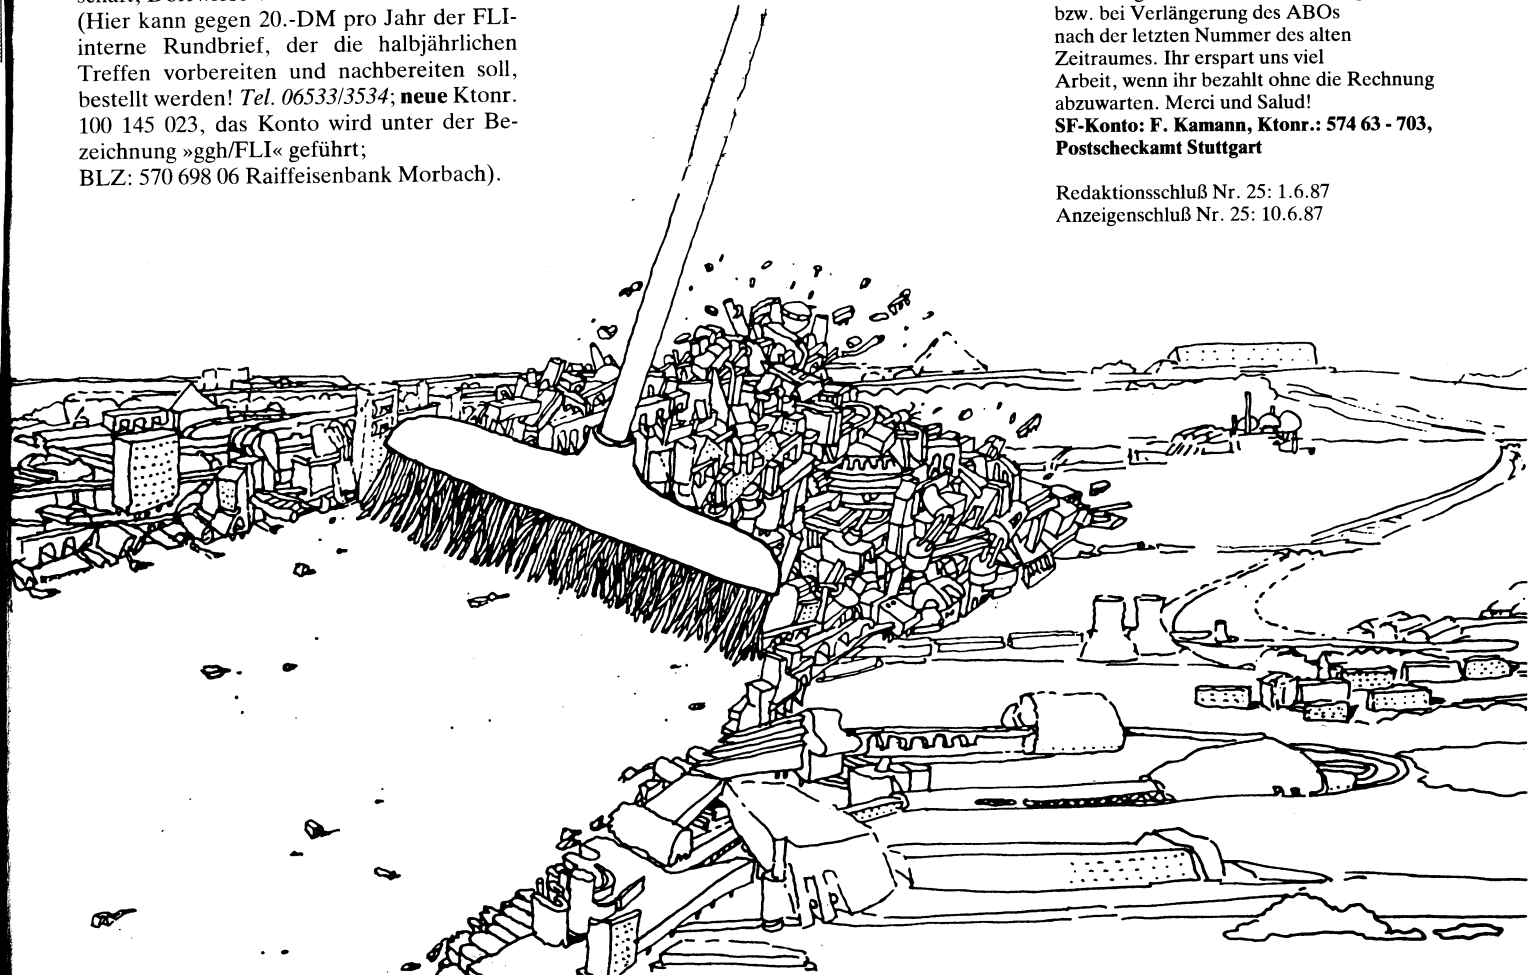 (Hier kann gegen 20.-DM pro Jahr der FLI-
interne Rundbrief, der die halbjährlichen
Treffen vorbereiten und nachbereiten soll,
bestellt werden! Tel. 06533/3534; neue Ktonr.
100 145 023, das Konto wird unter der Be-
zeichnung »ggh/FLI« geführt;
BLZ: 570 698 06 Raiffeisenbank Morbach).
bzw. bei Verlängerung des ABOs
nach der letzten Nummer des alten
Zeitraumes. Ihr erspart uns viel
Arbeit, wenn ihr bezahlt ohne die Rechnung
abzuwarten. Merci und Salud!
SF-Konto: F. Kamann, Ktonr.: 574 63 - 703,
Postscheckamt Stuttgart
Redaktionsschluß Nr. 25: 1.6.87
Anzeigenschluß Nr. 25: 10.6.87